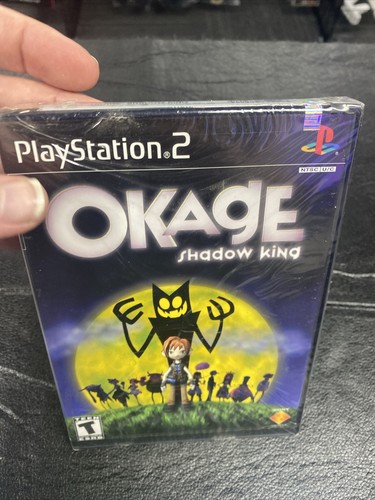 PlayStation®2
NTSC U/C
OKAGE
Shadow King
TEEN
T
ESRB